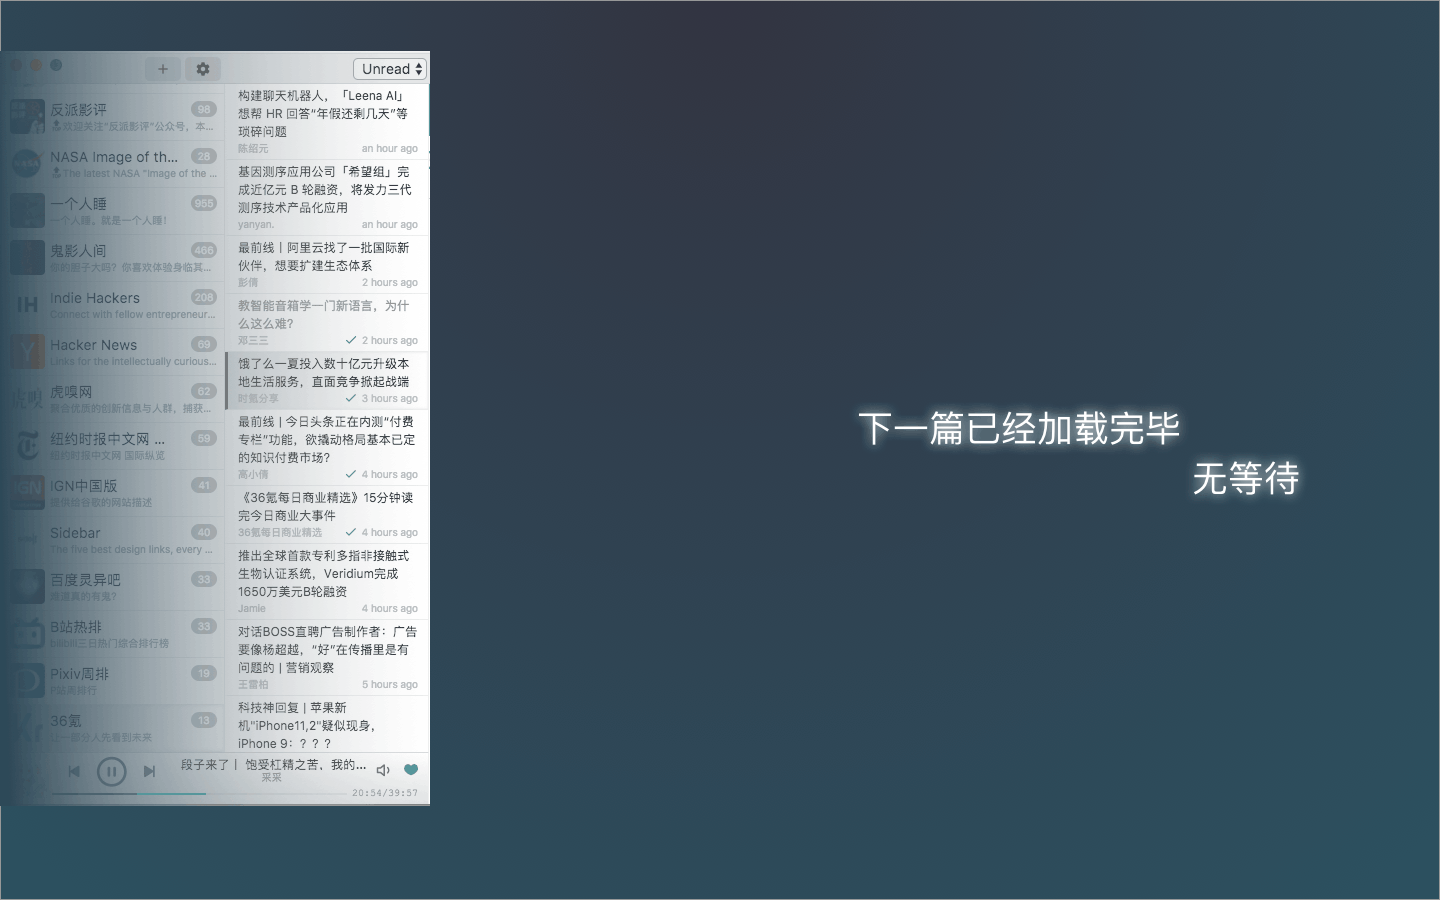 Unread
反派影评
98
欢迎关注“反派影评”公众号，本...
NASA Image of th...
28
The latest NASA "Image of the ...
一个人睡
955
一个人睡。就是一个人睡！
鬼影人间
466
你的胆子大吗？你喜欢体验身临其...
IH
Indie Hackers
208
Connect with fellow entrepreneur...
Y
Hacker News
69
Links for the intellectually curious...
虎嗅网
62
聚合优质的创新信息与人群，捕获...
纽约时报中文网 ...
59
纽约时报中文网 国际纵览
IGN
IGN中国版
41
提供给谷歌的网站描述
Sidebar
40
The five best design links, every ...
百度灵异吧
33
真的有鬼？
B站热排
33
bilibili三日热门综合排行榜
Pixiv周排
19
P站周排行
36氪
13
让一部分人先看到未来
构建聊天机器人，「Leena AI」
想帮 HR 回答“年假还剩几天”等
琐碎问题
陈绍元
an hour ago
基因测序应用公司「希望组」完
成近亿元 B 轮融资，将发力三代
测序技术产品化应用
yanyan.
an hour ago
最前线 | 阿里云找了一批国际新
伙伴，想要扩建生态体系
彭倩
2 hours ago
教智能音箱学一门新语言，为什
么这么难？
邓三三
2 hours ago
饿了么一夏投入数十亿元升级本
地生活服务，直面竞争掀起战端
时氪分享
3 hours ago
最前线 | 今日头条正在内测“付费
专栏”功能，欲撬动格局基本已定
的知识付费市场？
高小倩
4 hours ago
《36氪每日商业精选》15分钟读
完今日商业大事件
36氪每日商业精选
4 hours ago
推出全球首款专利多指非接触式
生物认证系统，Veridium完成
1650万美元B轮融资
Jamie
4 hours ago
对话BOSS直聘广告制作者：广告
要像杨超越，“好”在传播里是有
问题的 | 营销观察
王雪柏
5 hours ago
科技神回复 | 苹果新
机"iPhone11,2"疑似现身，
iPhone 9：？？？
段子来了丨 饱受杠精之苦，我的...
采采
20:54/39:57
下一篇已经加载完毕
无等待